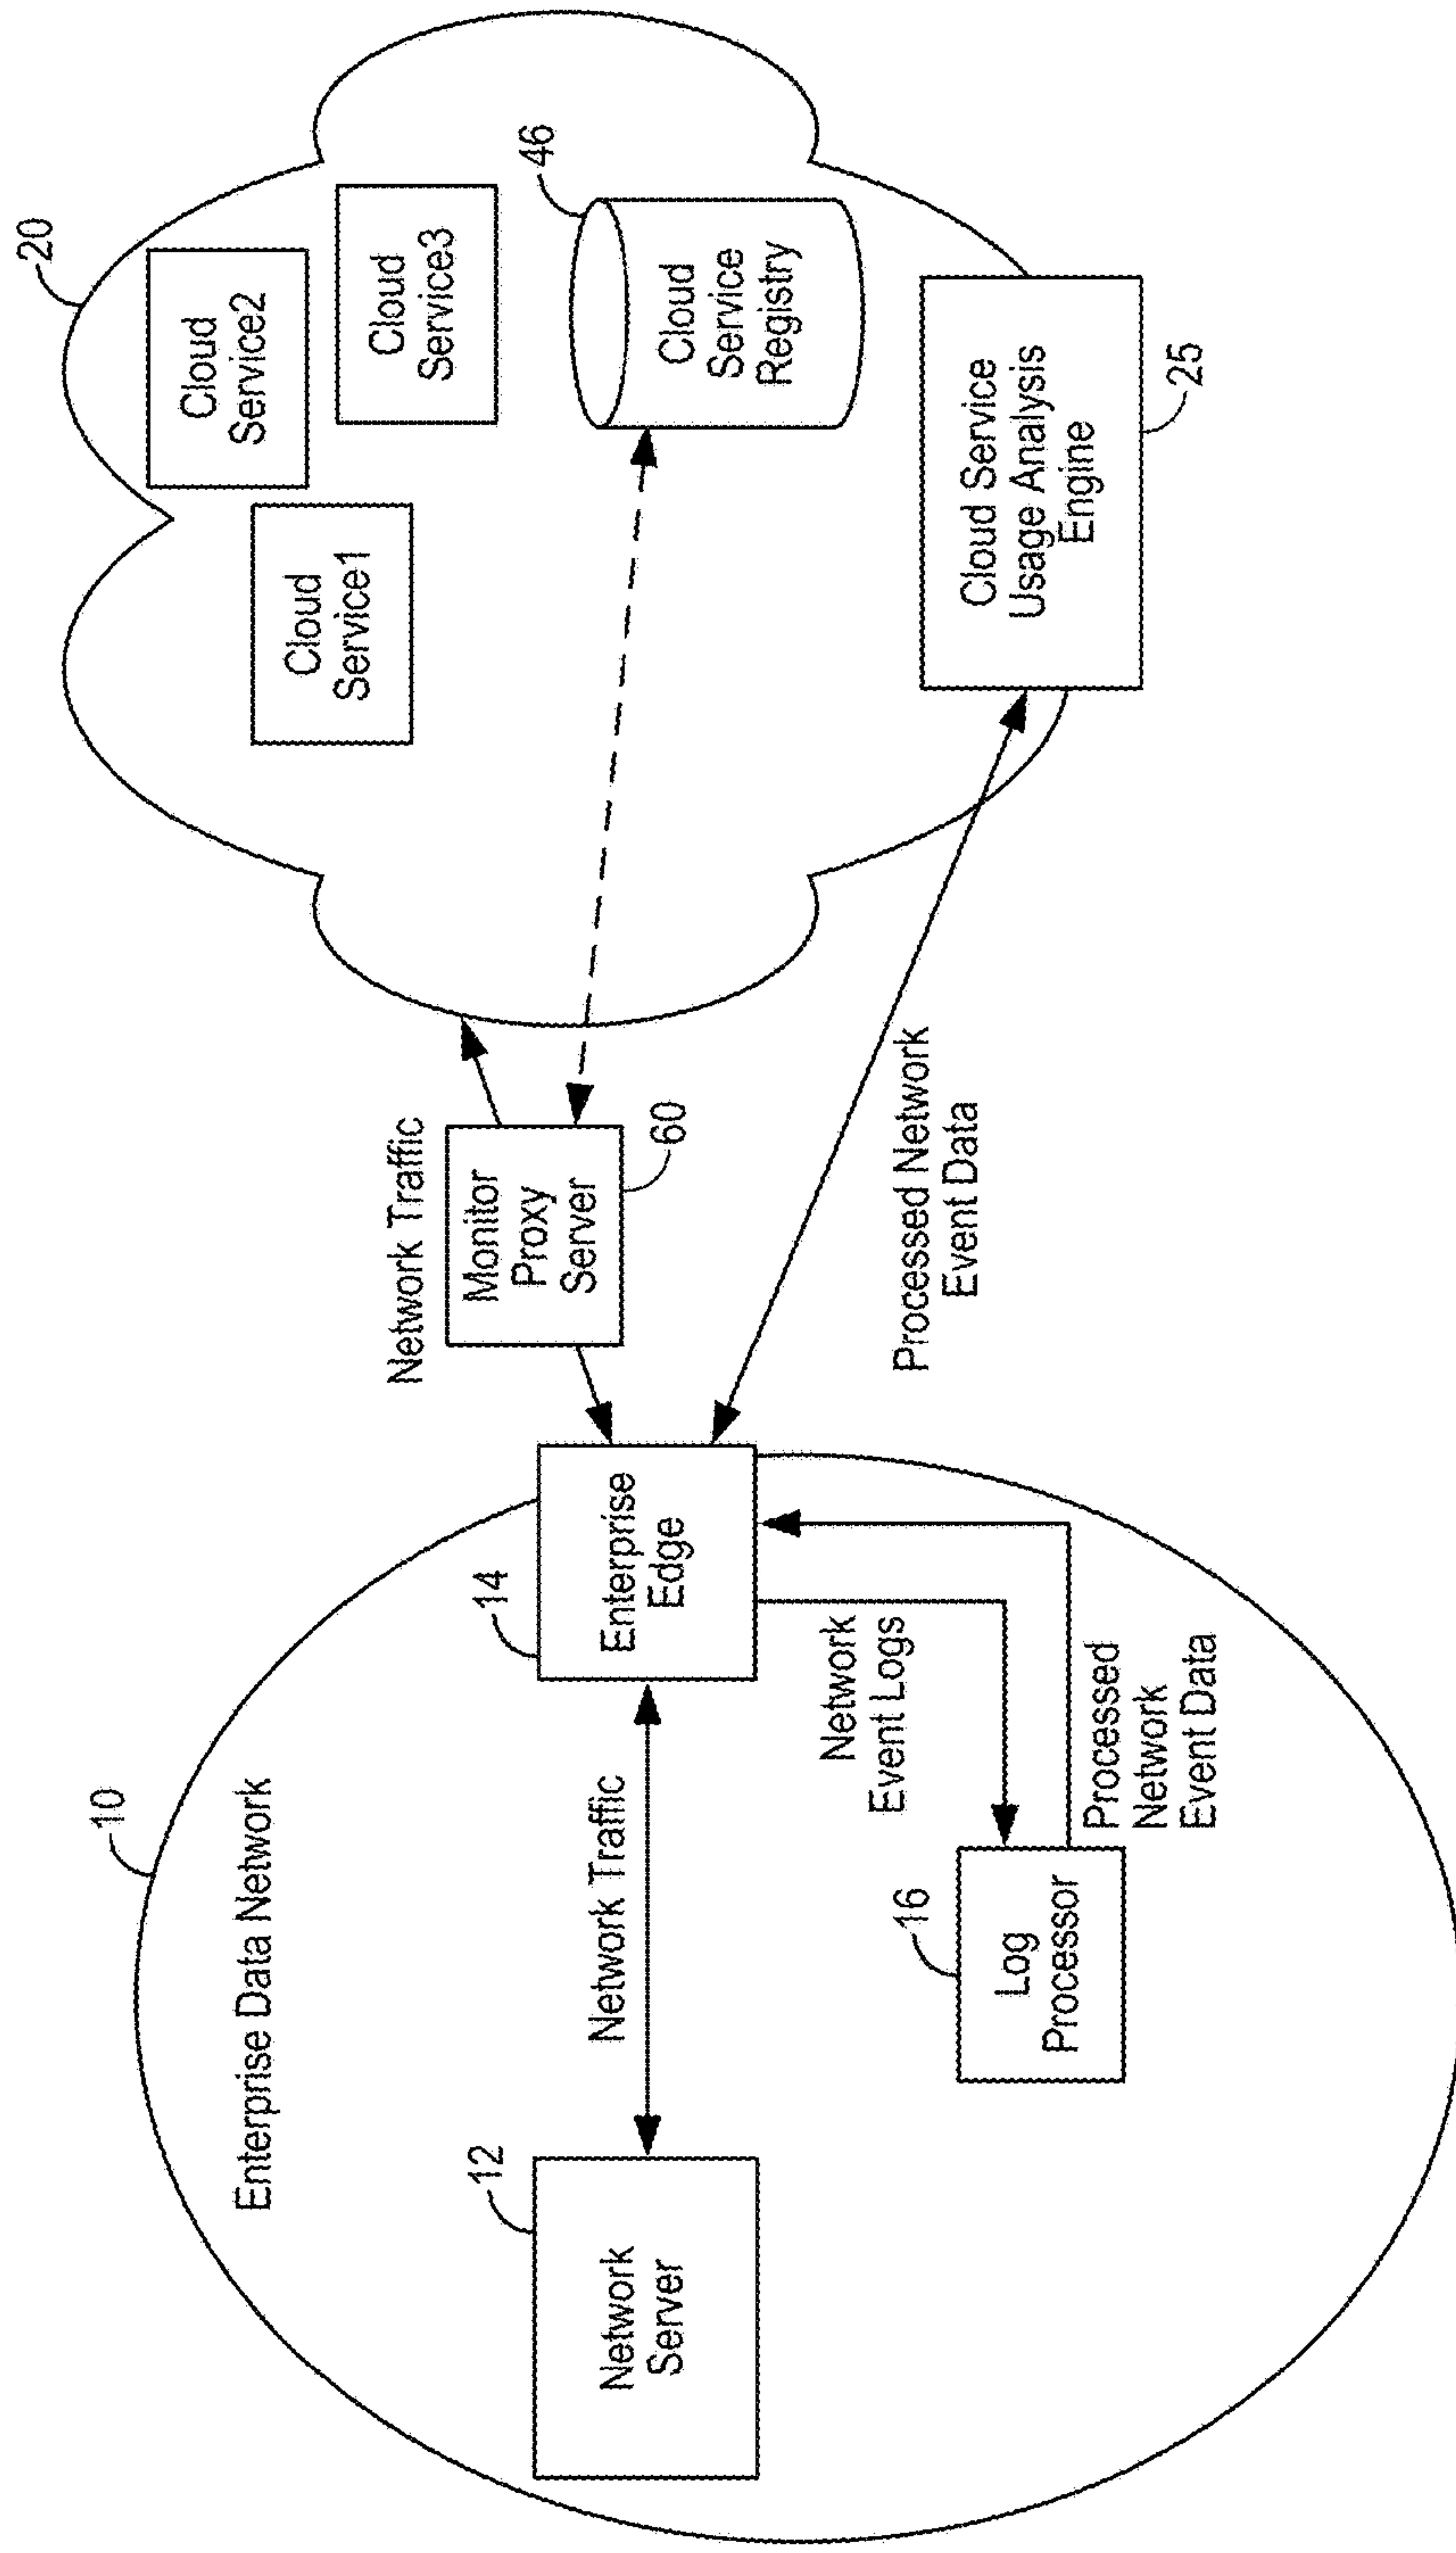 10
Enterprise Data Network
12
Network
Server
Network Traffic
14
Enterprise
Edge
Network
Event Logs
16
Log
Processor
Processed
Network
Event Data
Network Traffic
Monitor
Proxy
Server
60
Processed Network
Event Data
20
Cloud
Service1
Cloud
Service2
Cloud
Service3
46
Cloud
Service
Registry
Cloud Service
Usage Analysis
Engine
25